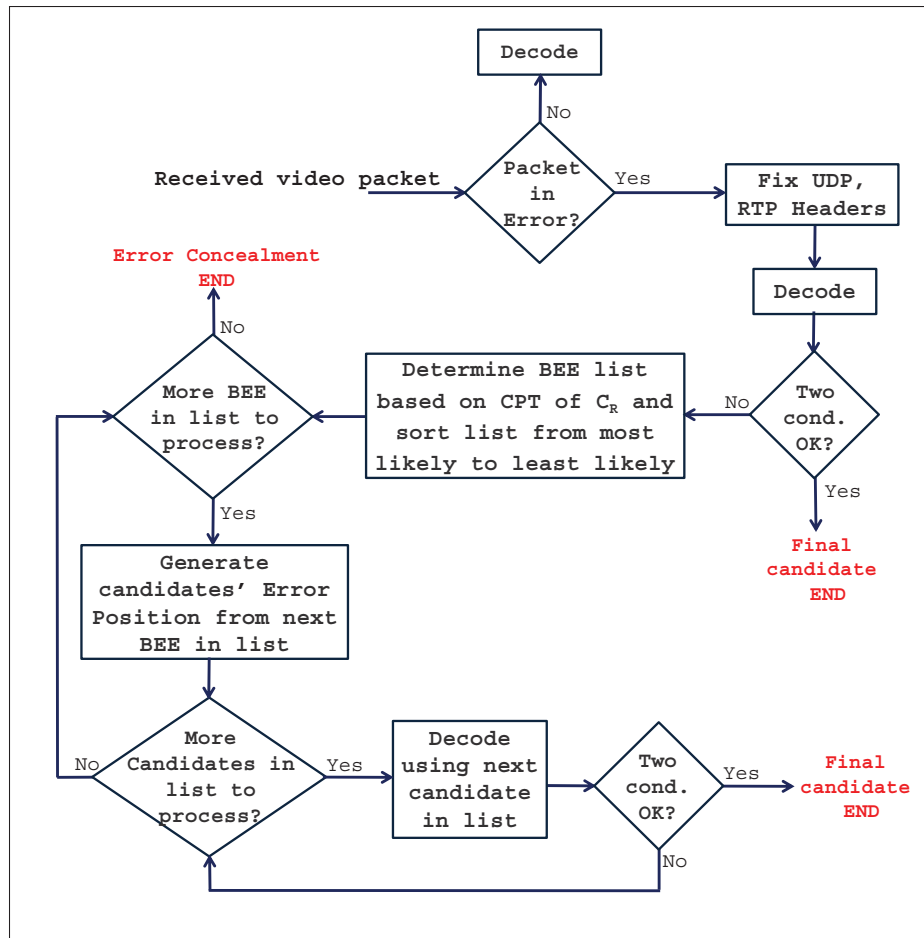 Decode
No
Received video packet
Packet
in
Error?
Yes
Fix UDP,
RTP Headers
Decode
Two
cond.
OK?
No
Yes
Final
candidate
END
Determine BEE list
based on CPT of CR and
sort list from most
likely to least likely
Error Concealment
END
No
More BEE
in list to
process?
Yes
Generate
candidates’ Error
Position from next
BEE in list
More
Candidates in
list to
process?
No
Yes
Decode
using next
candidate
in list
Two
cond.
OK?
Yes
No
Final
candidate
END